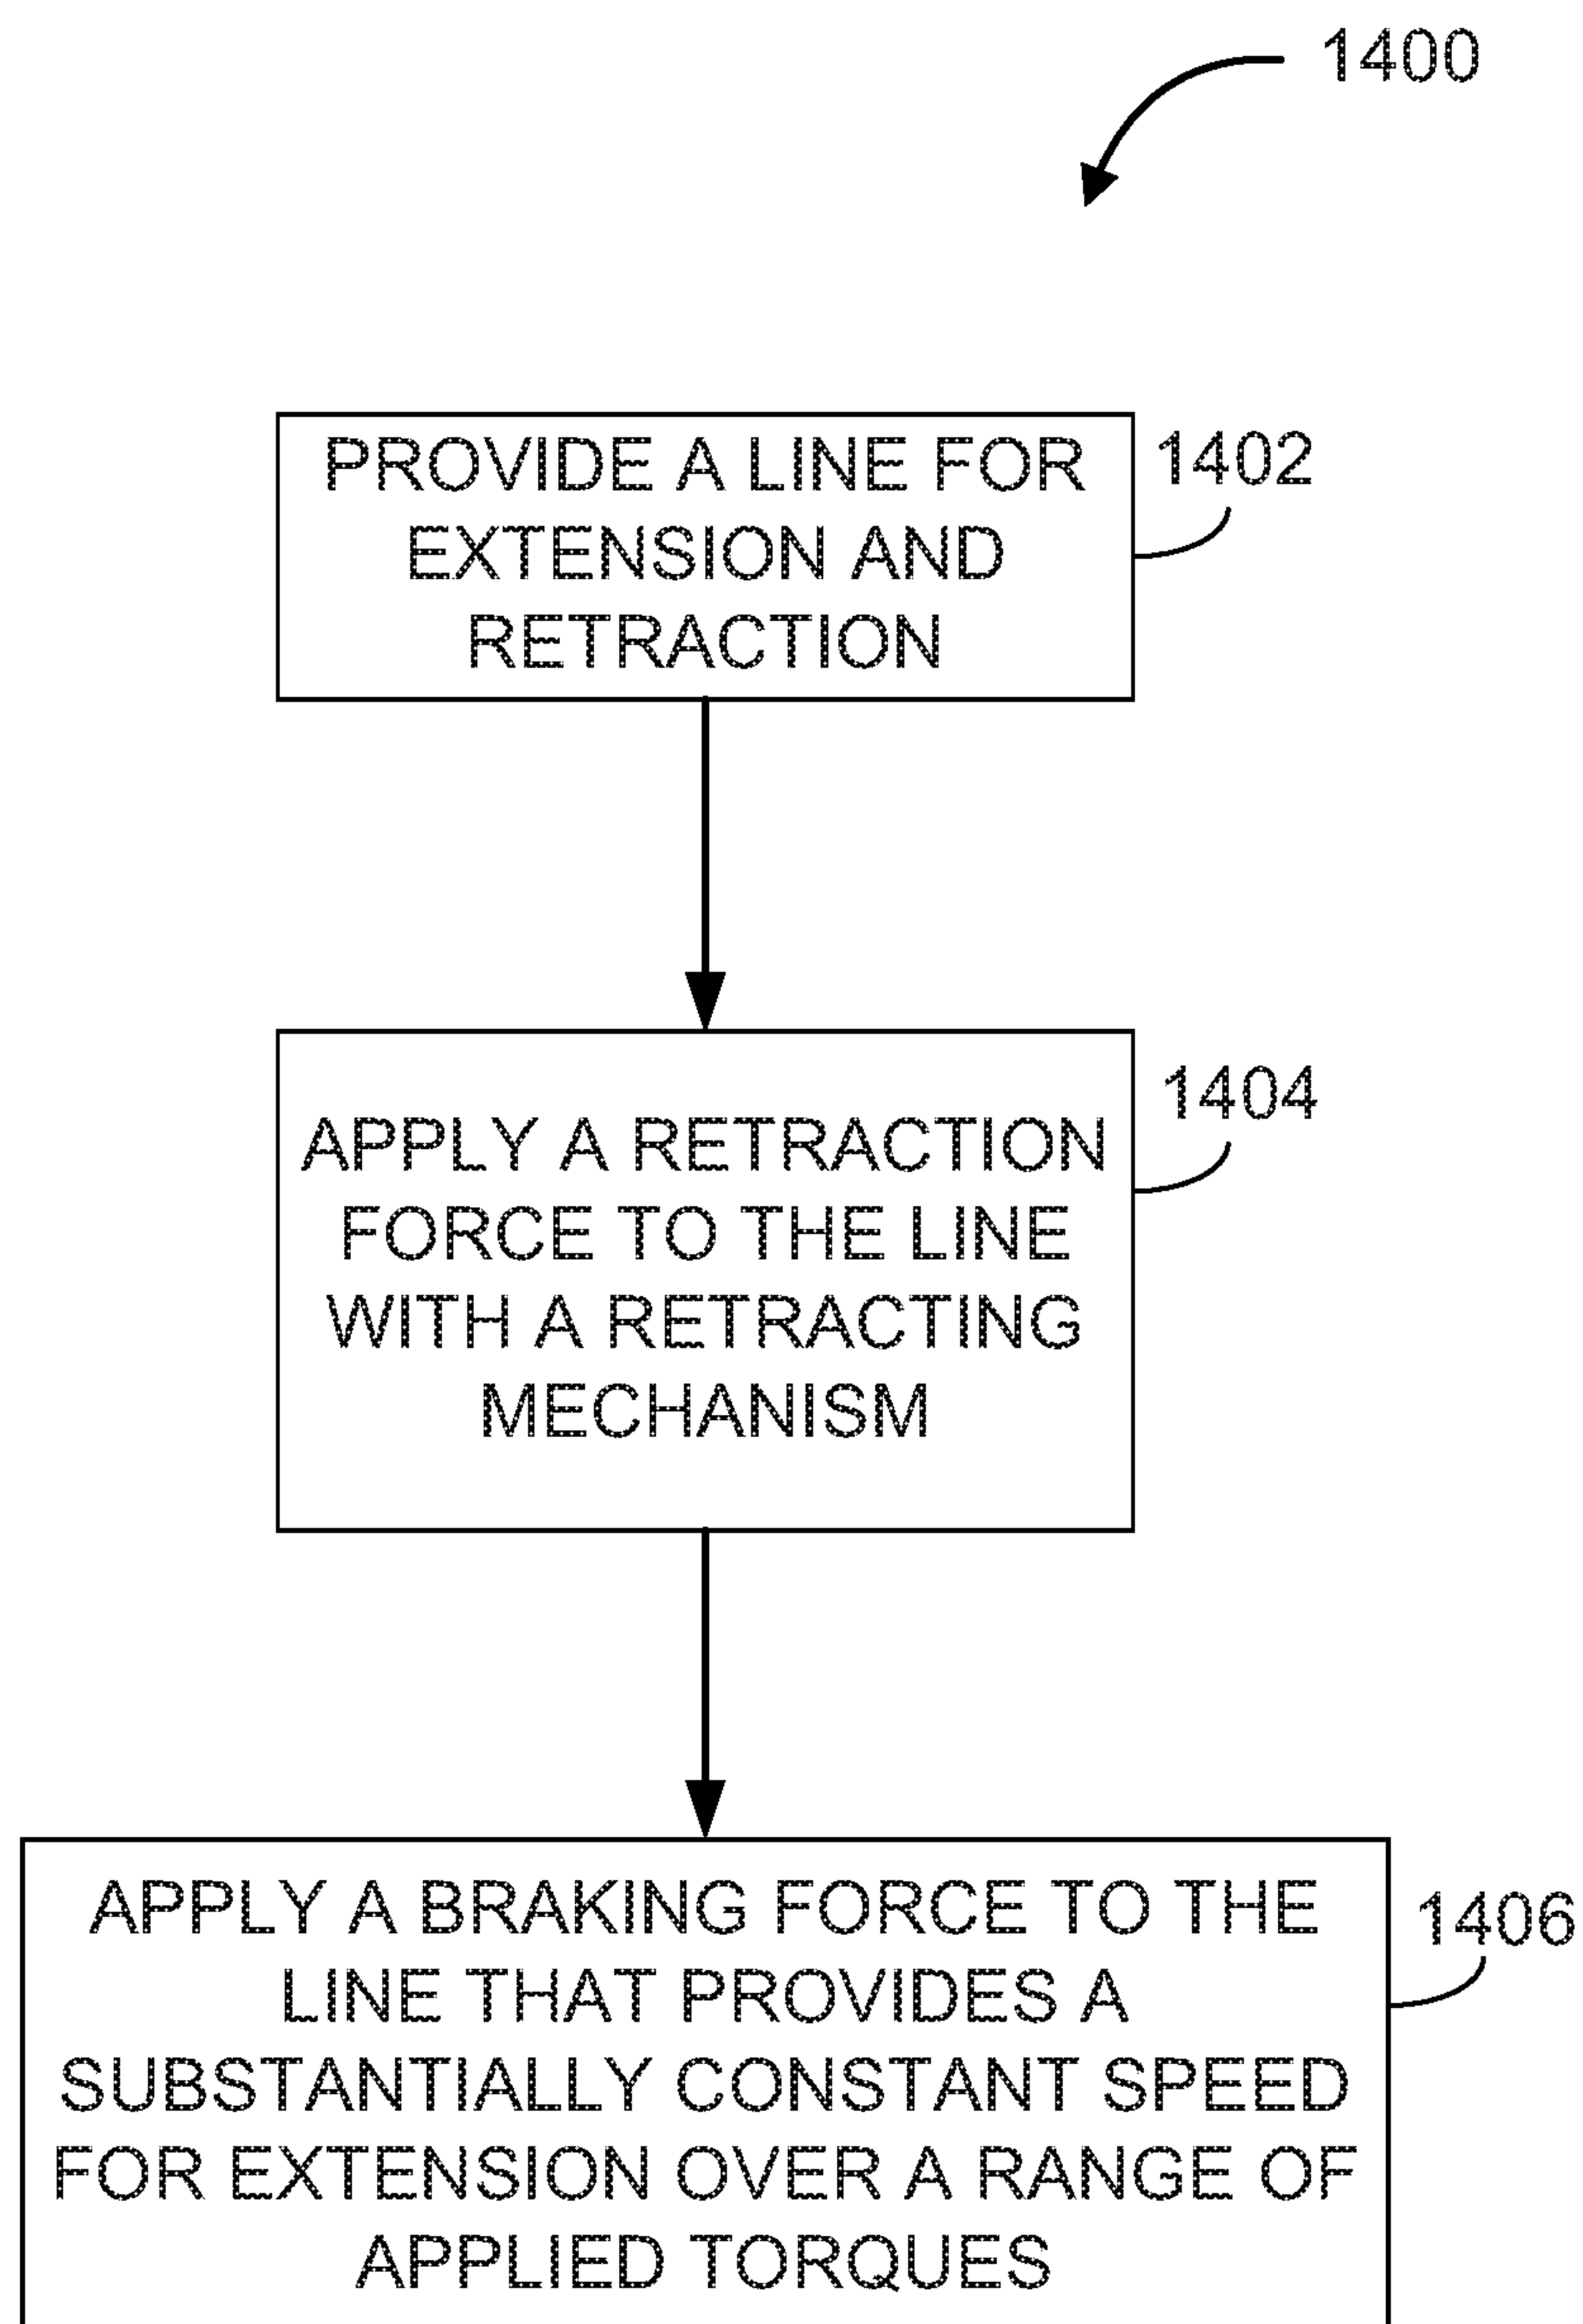 1400
PROVIDE A LINE FOR
EXTENSION AND
RETRACTION
1402
APPLY A RETRACTION
FORCE TO THE LINE
WITH A RETRACTING
MECHANISM
1404
APPLY A BRAKING FORCE TO THE
LINE THAT PROVIDES A
SUBSTANTIALLY CONSTANT SPEED
FOR EXTENSION OVER A RANGE OF
APPLIED TORQUES
1406